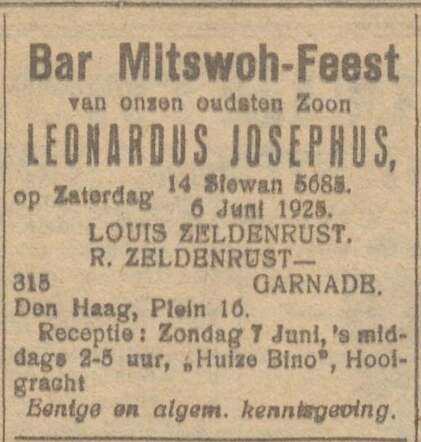 Bar Mitswoh-Feest
van onzen oudsten Zoon
LEONARDUS JOSEPHUS,
op Zaterdag 14 Siewan 5685.
6 Juni 1925.
LOUIS ZELDENRUST.
R. ZELDENRUST—
315 GARNADE.
Den Haag, Plein 16.
Receptie: Zondag 7 Juni, 's mid-
dags 2-5 uur, „Huize Bino", Hooi-
gracht
Eenige en algem. kennisgeving.